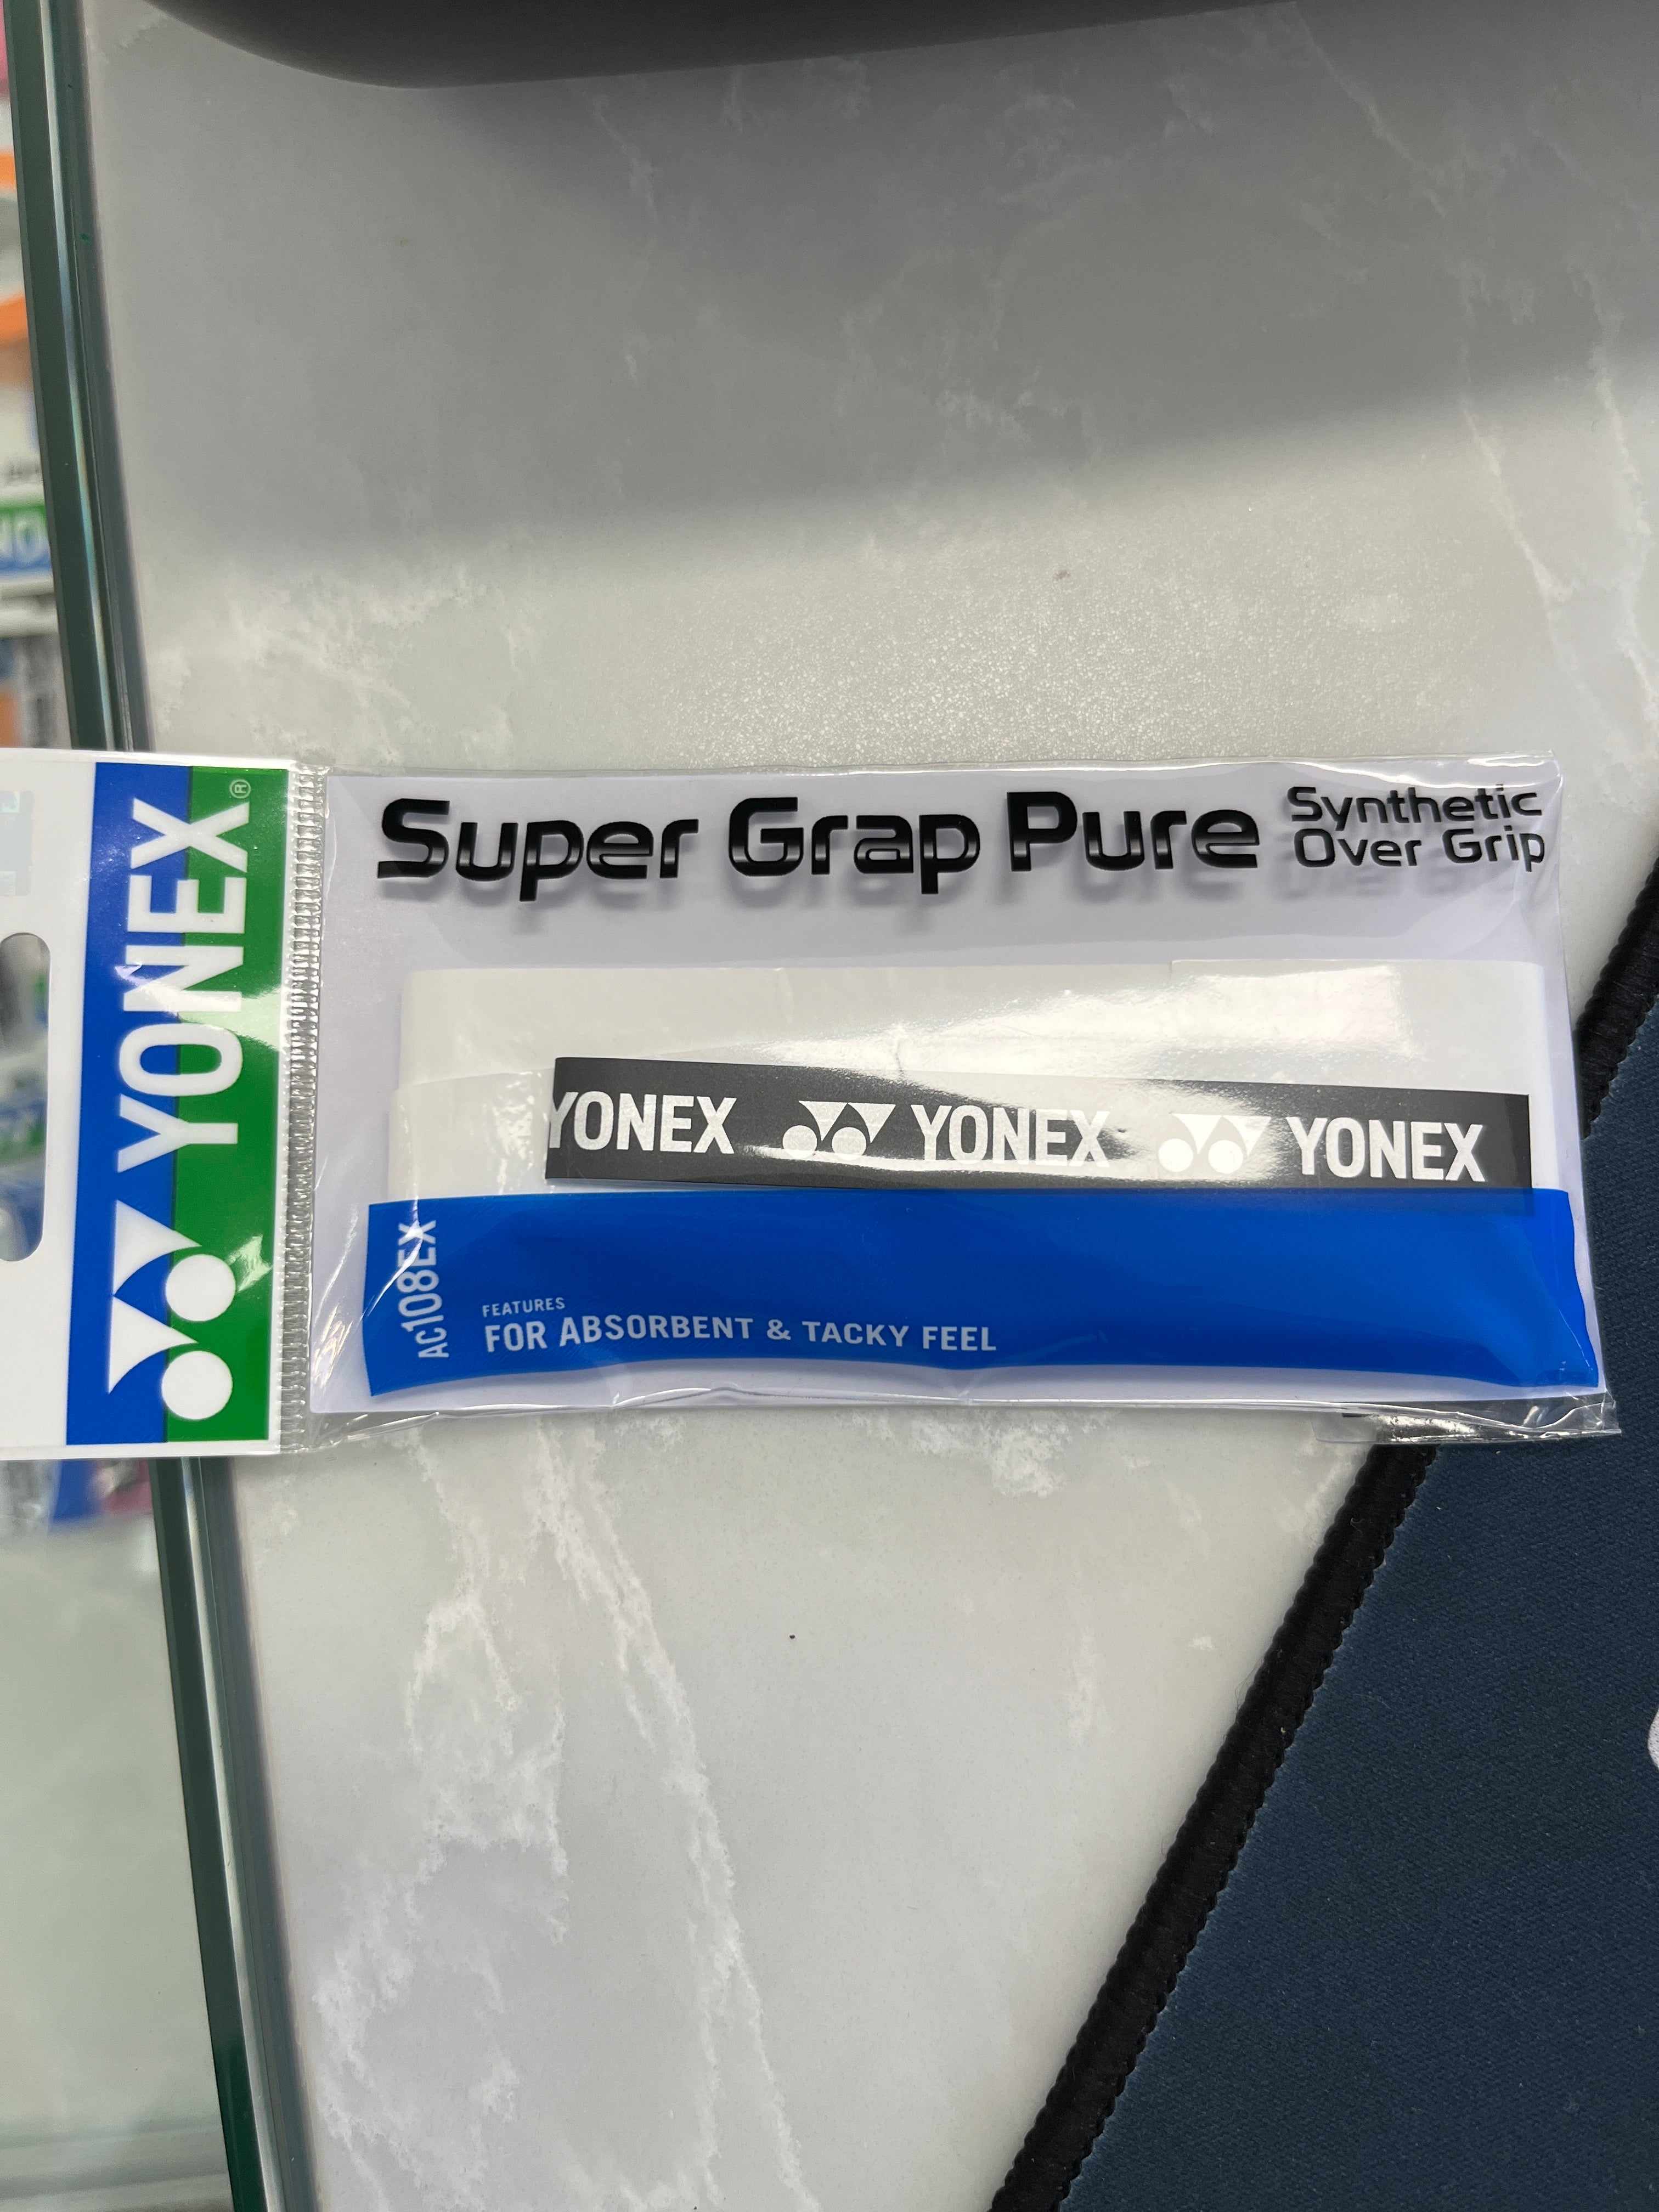 YONEX®
Super Grap Pure Synthetic
Over Grip
YONEX YONEX YONEX
AC108EX
FEATURES
FOR ABSORBENT & TACKY FEEL